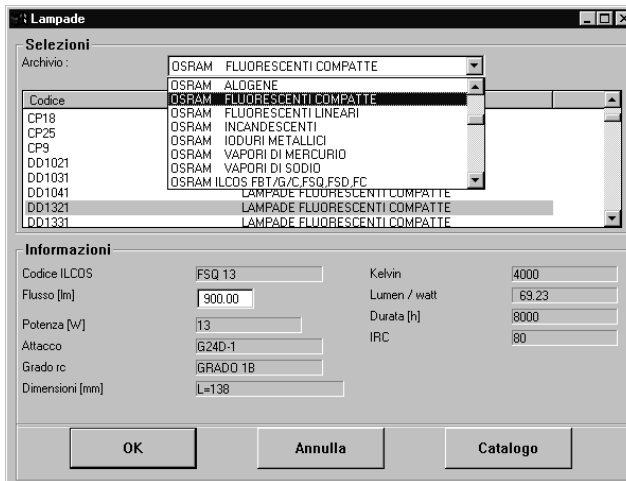 Lampade
Selezioni
Archivio :
OSRAM FLUORESCENTI COMPATTE
OSRAM ALOGENE
OSRAM FLUORESCENTI COMPATTE
OSRAM FLUORESCENTI LINEARI
OSRAM INCANDESCENTI
OSRAM IODURI METALLICI
OSRAM VAPORI DI MERCURIO
OSRAM VAPORI DI SODIO
OSRAM ILCOS FBT/G/C,FSQ,FSD,FC
Codice
CP18
CP25
CP9
DD1021
DD1031
DD1041 LAMPADE FLUORESCENTI COMPATTE
DD1321 LAMPADE FLUORESCENTI COMPATTE
DD1331 LAMPADE FLUORESCENTI COMPATTE
Informazioni
Codice ILCOS FSQ 13
Flusso [lm] 900.00
Potenza [W] 13
Attacco G24D-1
Grado rc GRADO 1B
Dimensioni [mm] L=138
Kelvin 4000
Lumen / watt 69.23
Durata [h] 8000
IRC 80
OK Annulla Catalogo